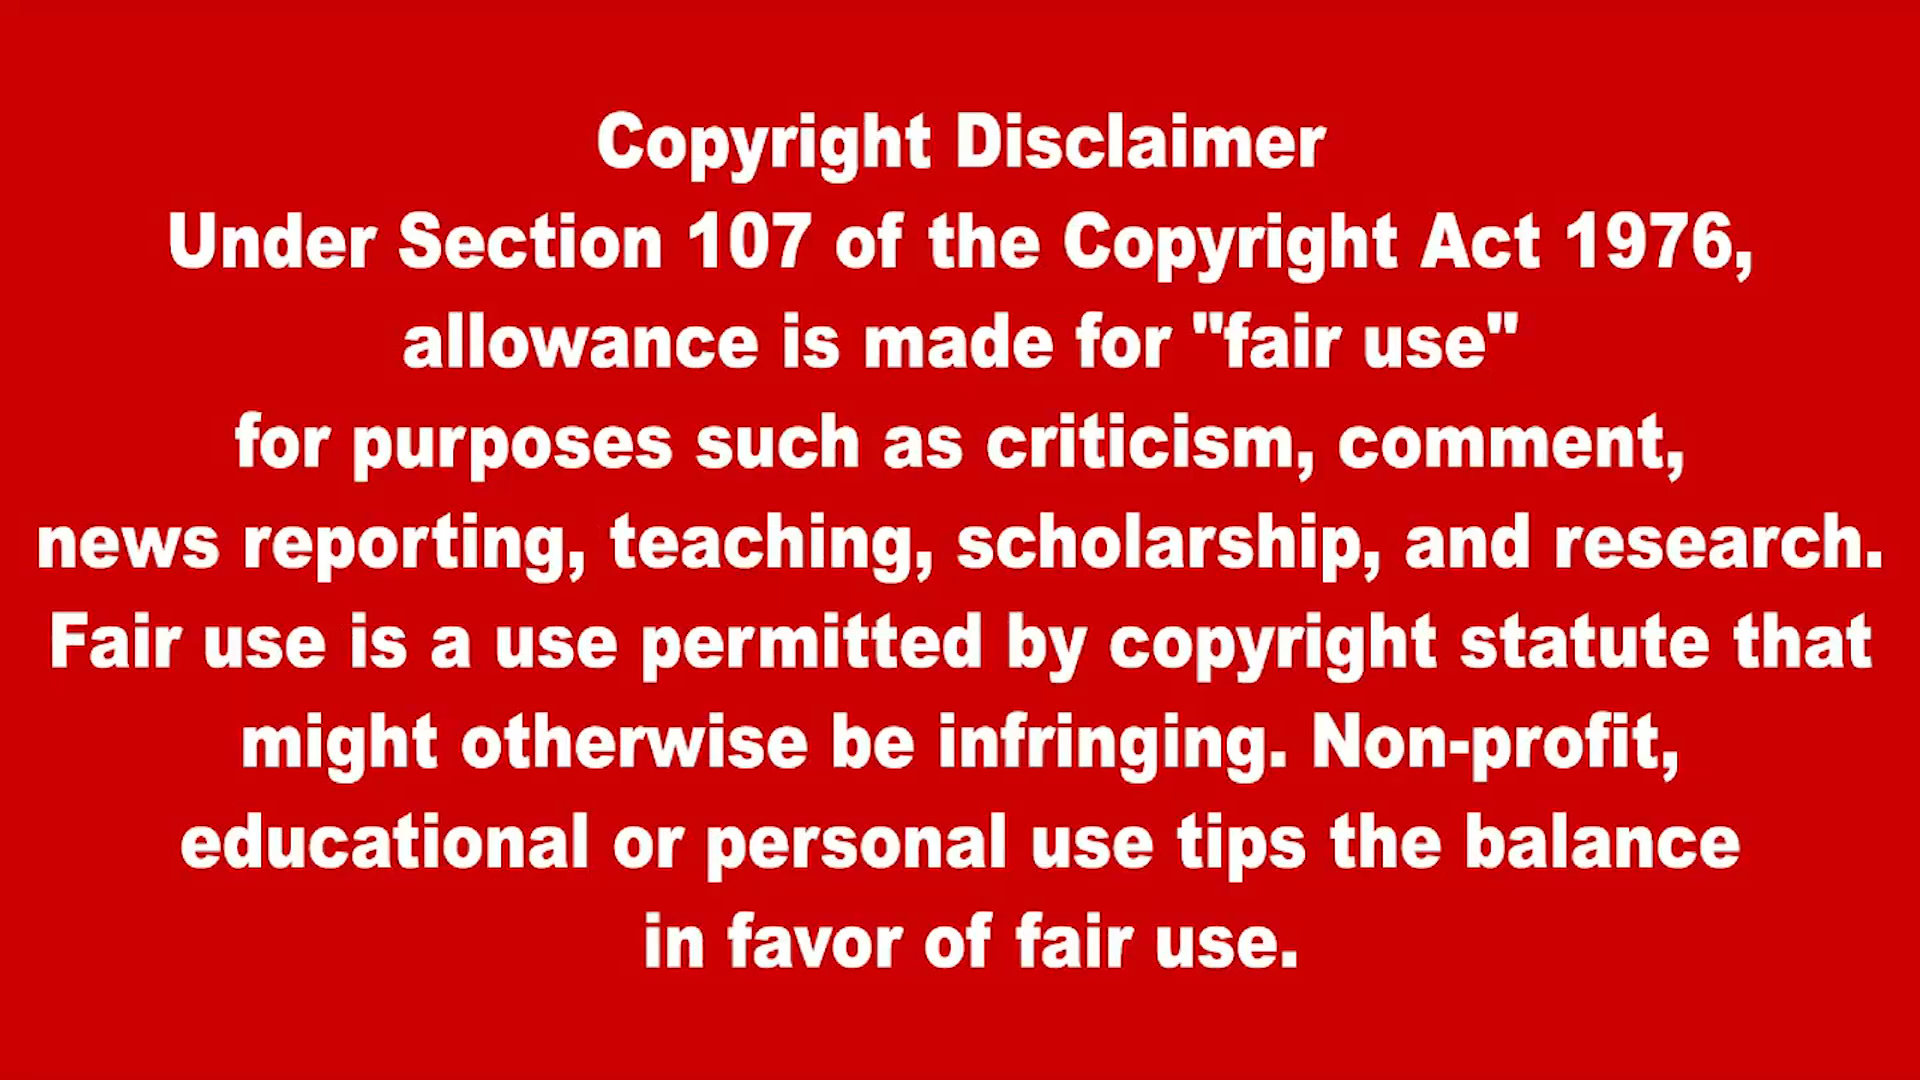 Copyright Disclaimer
Under Section 107 of the Copyright Act 1976,
allowance is made for "fair use"
for purposes such as criticism, comment,
news reporting, teaching, scholarship, and research.
Fair use is a use permitted by copyright statute that
might otherwise be infringing. Non-profit,
educational or personal use tips the balance
in favor of fair use.